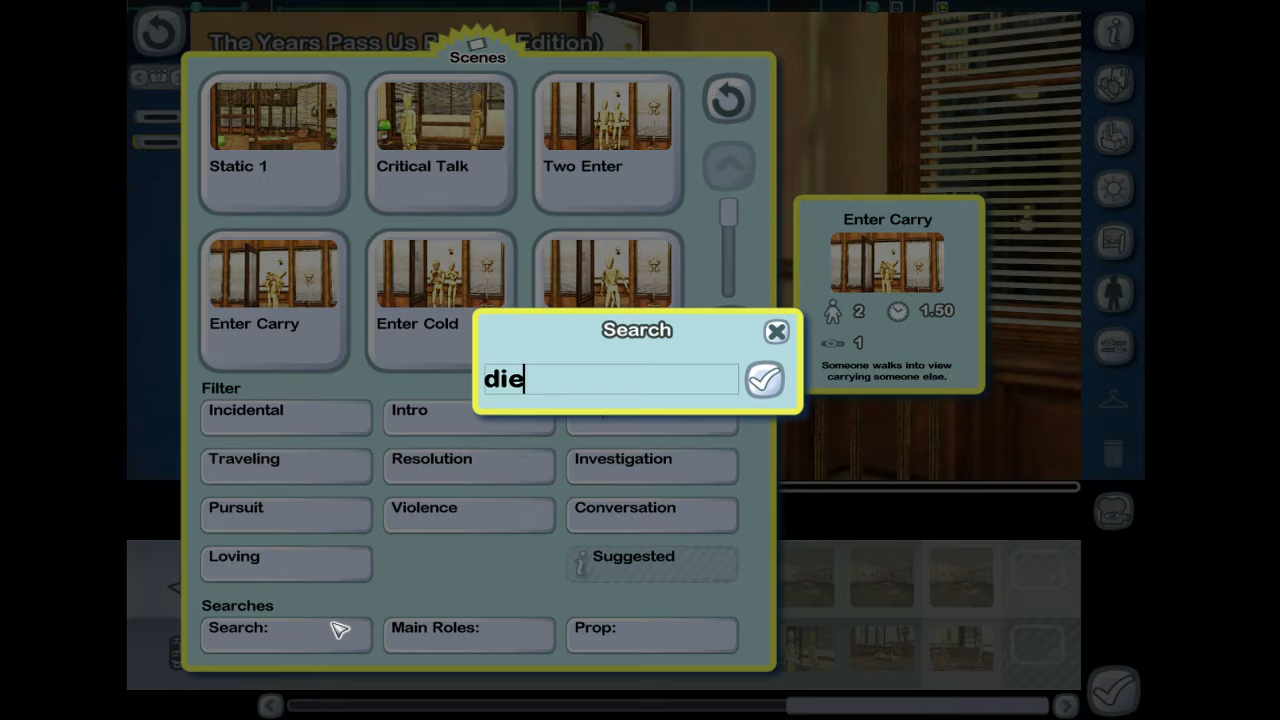 The Years Pass Us Edition)
Scenes
Static 1
Critical Talk
Two Enter
Enter Carry
Enter Cold
Enter Carry
2
1.50
1
Someone walks into view
carrying someone else.
Search
die
Filter
Incidental
Intro
Traveling
Resolution
Investigation
Pursuit
Violence
Conversation
Loving
Suggested
Searches
Search:
Main Roles:
Prop: